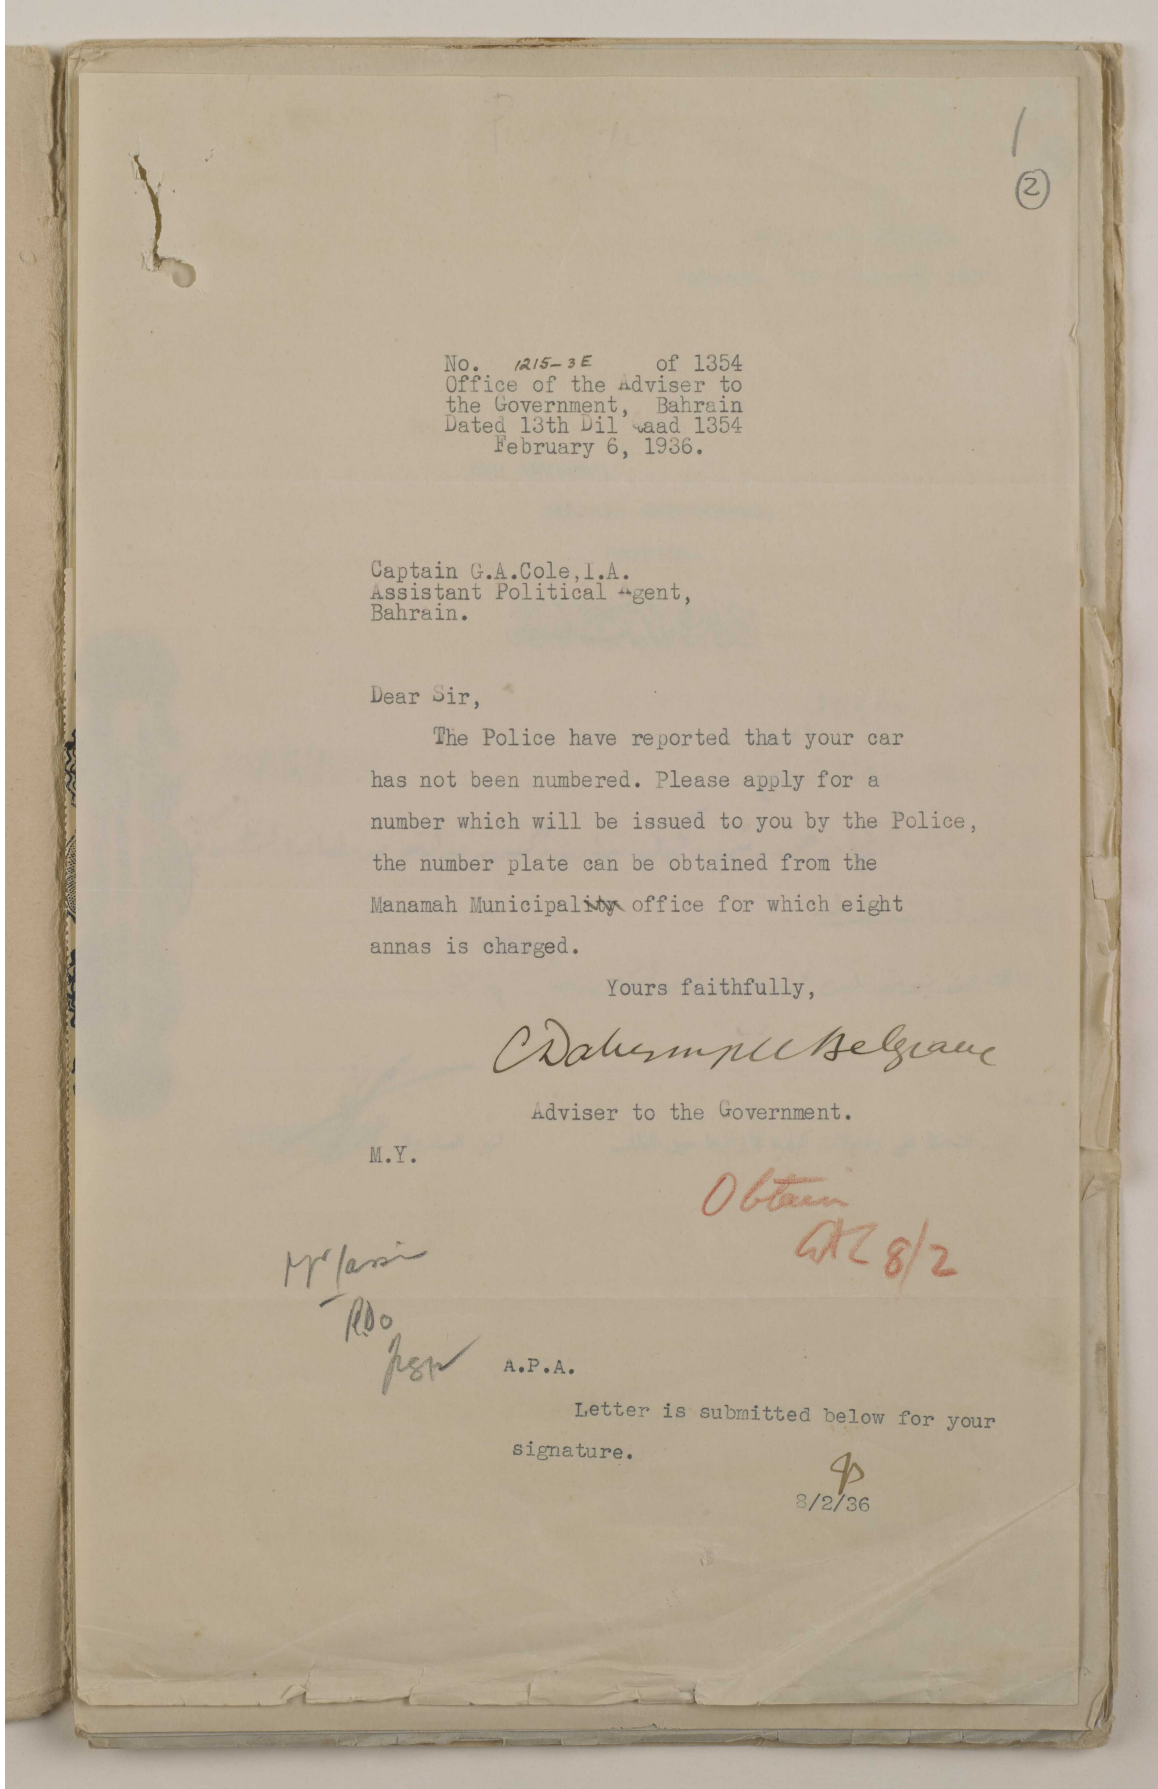 1
2
No. 1215-3E of 1354
Office of the Adviser to
the Government, Bahrain
Dated 13th Dil Qaad 1354
February 6, 1936.
Captain G.A.Cole,I.A.
Assistant Political Agent,
Bahrain.
Dear Sir,
The Police have reported that your car
has not been numbered. Please apply for a
number which will be issued to you by the Police,
the number plate can be obtained from the
Manamah Municipality office for which eight
annas is charged.
Yours faithfully,
CDalrympleBelgrave
Adviser to the Government.
M.Y.
Obtain
GAC 8/2
A.P.A.
Letter is submitted below for your
signature.
8/2/36